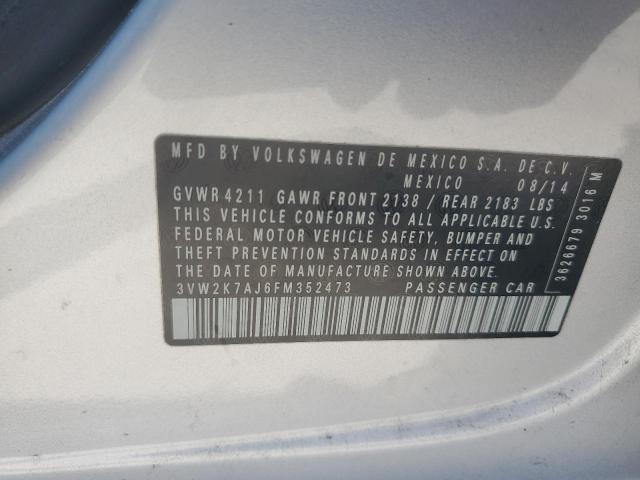 MFD BY VOLKSWAGEN DE MEXICO S.A. DE C.V.
MEXICO 08/14
GVWR 4211 GAWR FRONT 2138 / REAR 2183 LBS
THIS VEHICLE CONFORMS TO ALL APPLICABLE U.S.
FEDERAL MOTOR VEHICLE SAFETY, BUMPER AND
THEFT PREVENTION STANDARDS IN EFFECT ON
THE DATE OF MANUFACTURE SHOWN ABOVE.
3VW2K7AJ6FM352473 PASSENGER CAR
3626679 3016 M